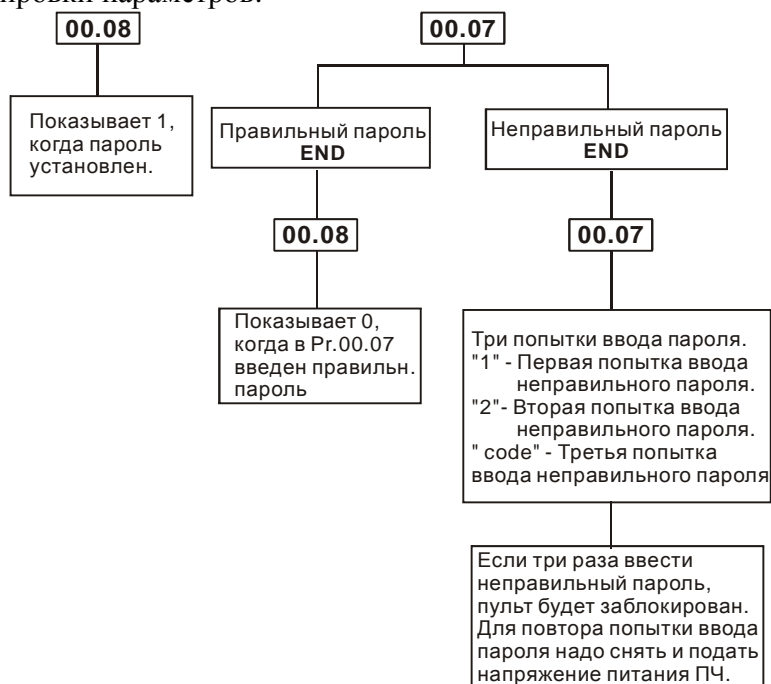 00.08
00.07
Показывает 1,
когда пароль
установлен.
Правильный пароль
END
Неправильный пароль
END
00.08
00.07
Показывает 0,
когда в Pr.00.07
введен правильн.
пароль
Три попытки ввода пароля.
"1" - Первая попытка ввода
неправильного пароля.
"2"- Вторая попытка ввода
неправильного пароля.
" code" - Третья попытка
ввода неправильного пароля
Если три раза ввести
неправильный пароль,
пульт будет заблокирован.
Для повтора попытки ввода
пароля надо снять и подать
напряжение питания ПЧ.